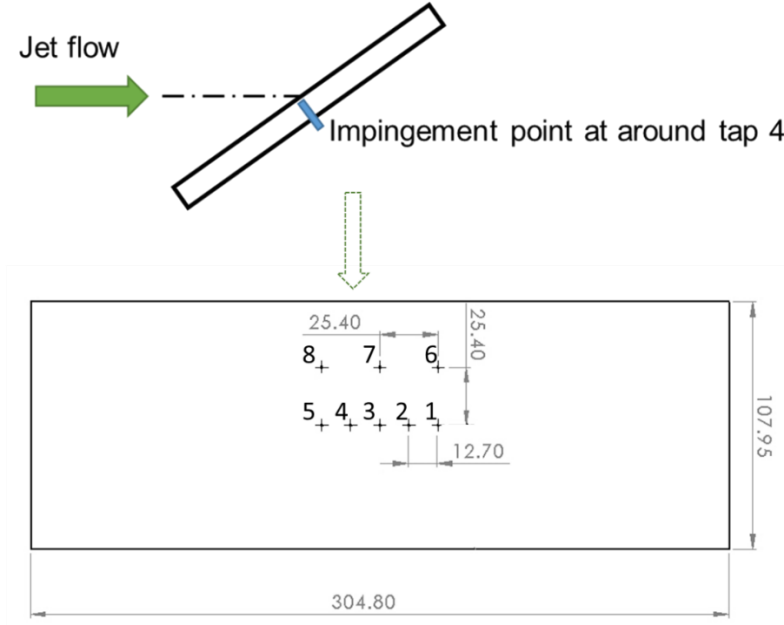 Jet flow
Impingement point at around tap 4
25.40
25.40
8 7 6
5 4 3 2 1
12.70
107.95
304.80